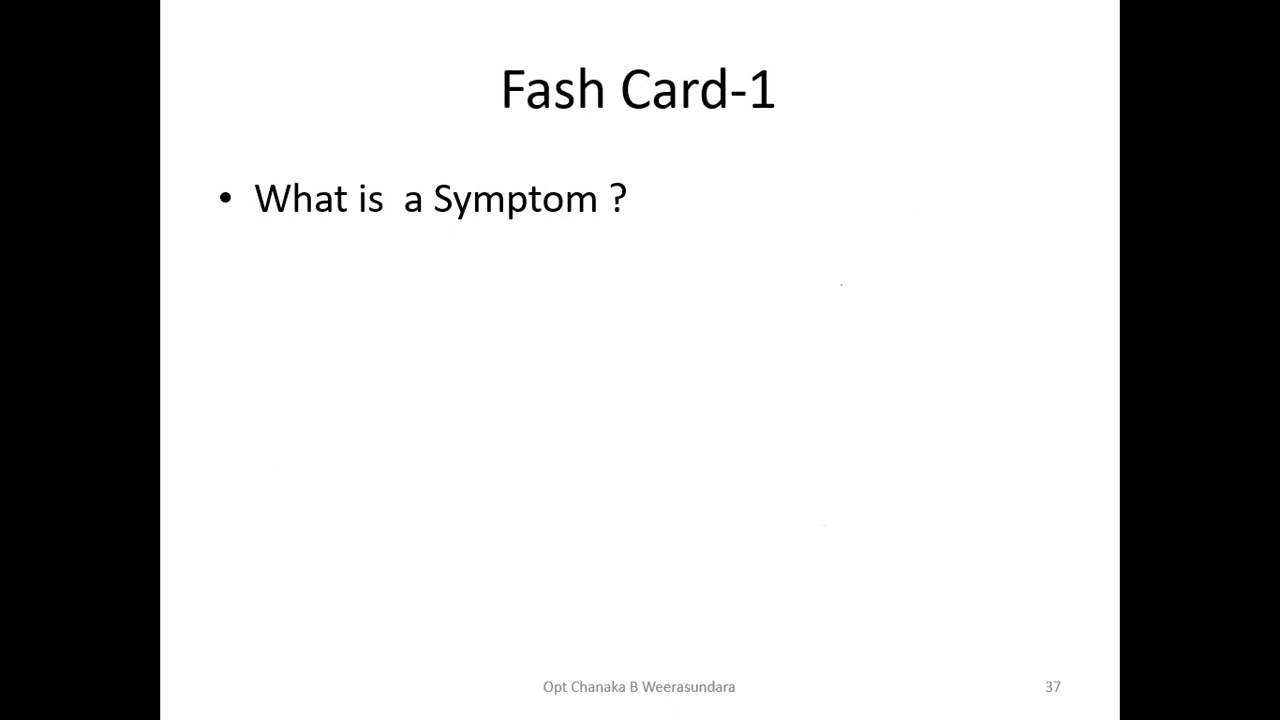 Fash Card-1
• What is  a Symptom ?
Opt Chanaka B Weerasundara
37